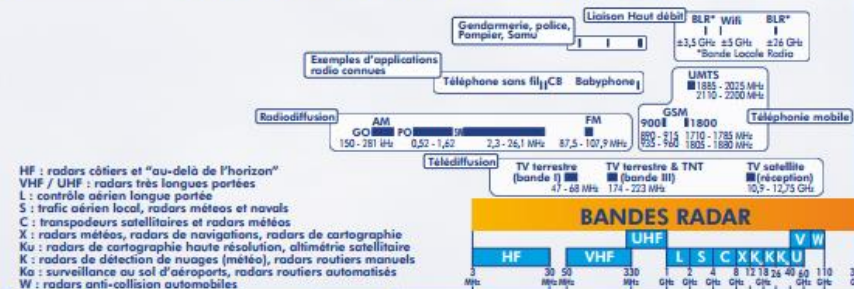 Liaison Haut débit
BLR* Wifi BLR*
±3,5 GHz ±5 GHz ±26 GHz
*Bande Locale Radio
Gendarmerie, police,
Pompier, Samu
Exemples d'applications
radio connues
Téléphone sans fil CB Babyphone
UMTS
1885 - 2025 MHz
2110 - 2200 MHz
GSM
900 1800
890 - 915 1710 - 1785 MHz
935 - 960 1805 - 1880 MHz
Téléphonie mobile
Radiodiffusion
AM FM
GO PO
150 - 281 kHz 0,52 - 1,62 2,3 - 26,1 MHz 87,5 - 107,9 MHz
Télédiffusion
TV terrestre TV terrestre & TNT TV satellite
(bande I) (bande III) (réception)
47 - 68 MHz 174 - 223 MHz 10,9 - 12,75 GHz
HF : radars côtiers et "au-delà de l'horizon"
VHF / UHF : radars très longues portées
L : contrôle aérien longue portée
S : trafic aérien local, radars météos et navals
C : transpodeurs satellitaires et radars météos
X : radars météos, radars de navigations, radars de cartographie
Ku : radars de cartographie haute résolution, altimétrie satellitaire
K : radars de détection de nuages (météo), radars routiers manuels
Ka : surveillance au sol d'aéroports, radars routiers automatisés
W : radars anti-collision automobiles
BANDES RADAR
UHF V W
HF VHF L S C X K K K U
3 30 50 330 1 2 4 8 12 18 26 40 60 110
MHz MHz MHz MHz GHz GHz GHz GHz GHz GHz